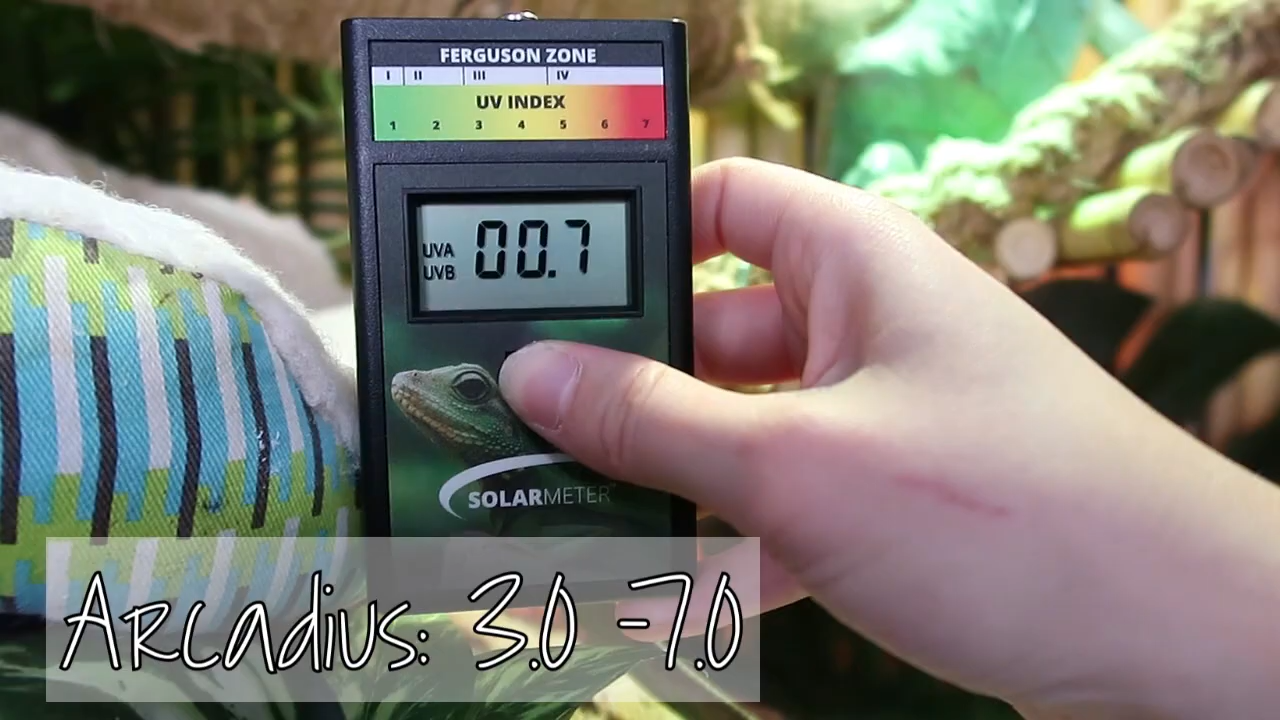 FERGUSON ZONE
I II III IV
UV INDEX
1 2 3 4 5 6 7
UVA
UVB
00.7
SOLARMETER™
Arcadius: 3.0 -7.0